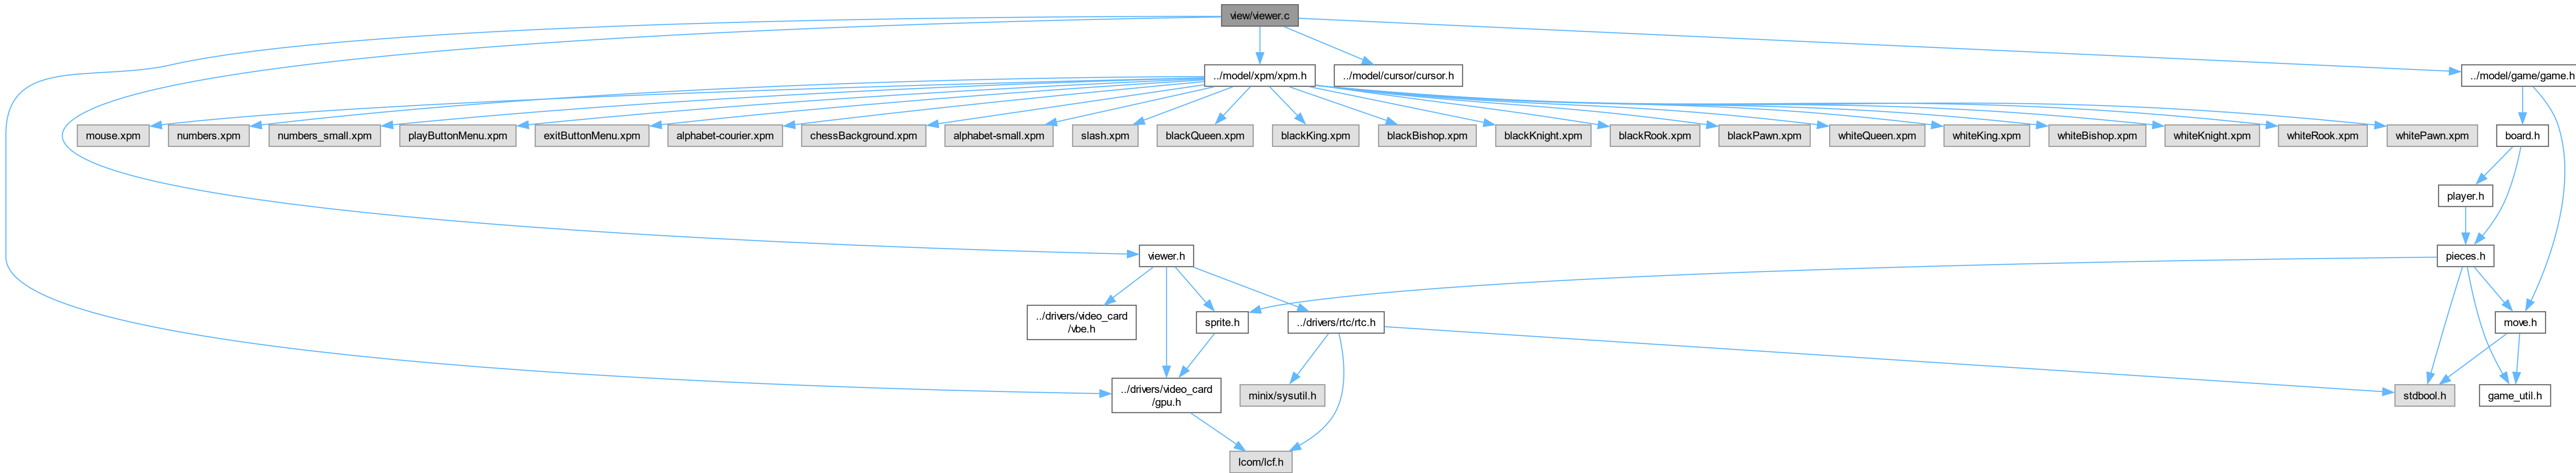 view/viewer.c
../model/xpm/xpm.h
../model/cursor/cursor.h
../model/game/game.h
mouse.xpm
numbers.xpm
numbers_small.xpm
playButtonMenu.xpm
exitButtonMenu.xpm
alphabet-courier.xpm
chessBackground.xpm
alphabet-small.xpm
slash.xpm
blackQueen.xpm
blackKing.xpm
blackBishop.xpm
blackKnight.xpm
blackRook.xpm
blackPawn.xpm
whiteQueen.xpm
whiteKing.xpm
whiteBishop.xpm
whiteKnight.xpm
whiteRook.xpm
whitePawn.xpm
board.h
player.h
viewer.h
pieces.h
../drivers/video_card
/vbe.h
sprite.h
../drivers/rtc/rtc.h
move.h
../drivers/video_card
/gpu.h
minix/sysutil.h
stdbool.h
game_util.h
lcom/lcf.h